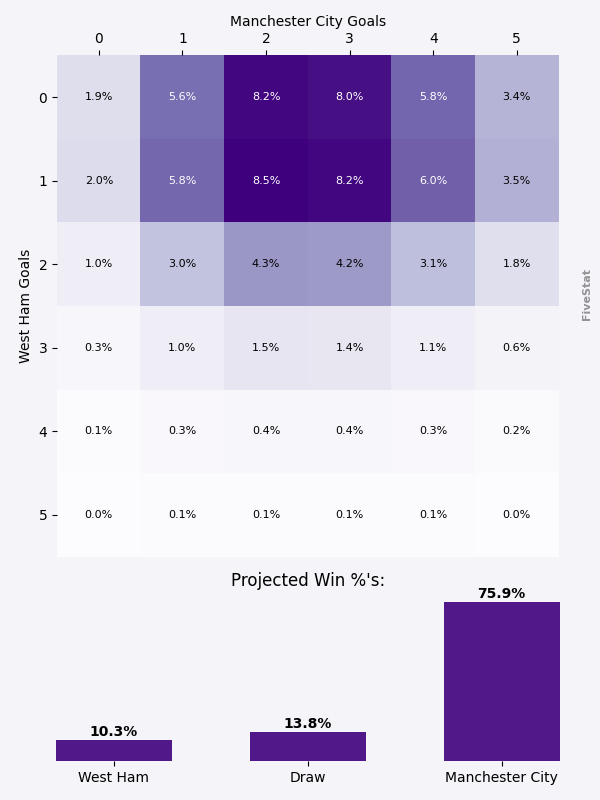 Manchester City Goals
0 1 2 3 4 5
0 1.9% 5.6% 8.2% 8.0% 5.8% 3.4%
1 2.0% 5.8% 8.5% 8.2% 6.0% 3.5%
2 1.0% 3.0% 4.3% 4.2% 3.1% 1.8%
3 0.3% 1.0% 1.5% 1.4% 1.1% 0.6%
4 0.1% 0.3% 0.4% 0.4% 0.3% 0.2%
5 0.0% 0.1% 0.1% 0.1% 0.1% 0.0%
West Ham Goals
FiveStat
Projected Win %'s:
10.3% 13.8% 75.9%
West Ham Draw Manchester City